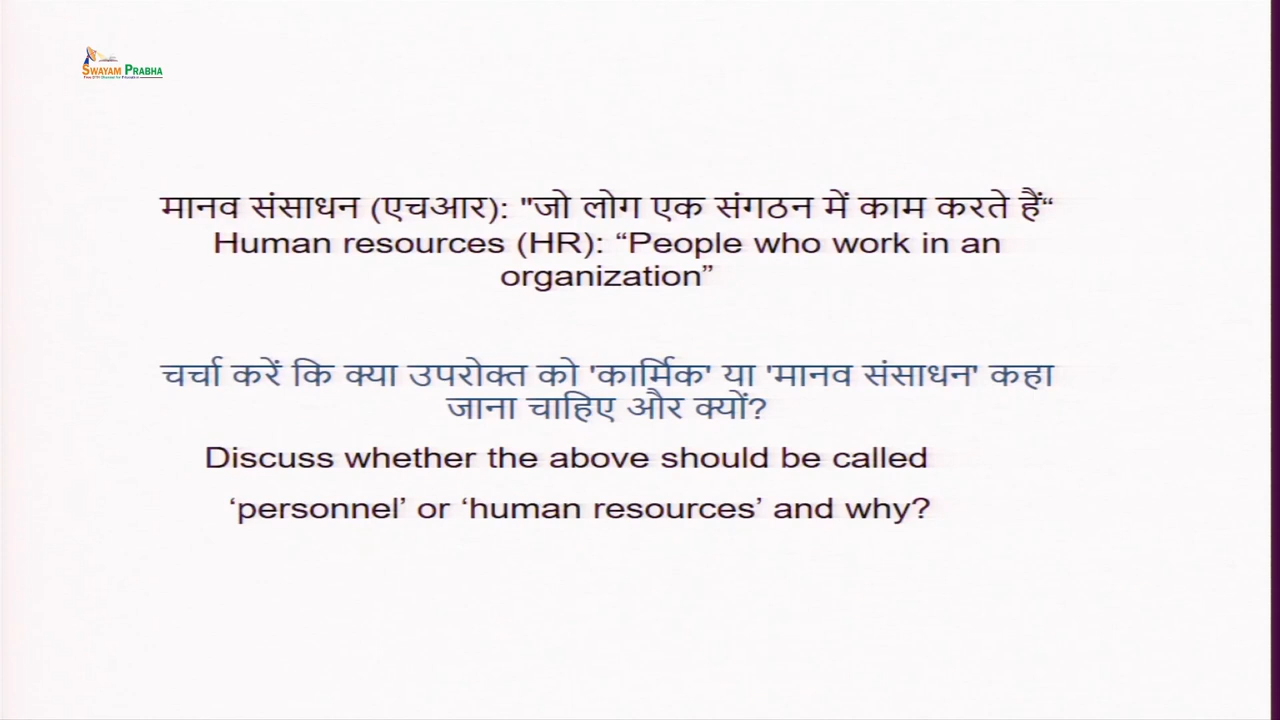 SWAYAM PRABHA
मानव संसाधन (एचआर): "जो लोग एक संगठन में काम करते हैं“
Human resources (HR): “People who work in an
organization”
चर्चा करें कि क्या उपरोक्त को 'कार्मिक' या 'मानव संसाधन' कहा
जाना चाहिए और क्यों?
Discuss whether the above should be called
‘personnel’ or ‘human resources’ and why?